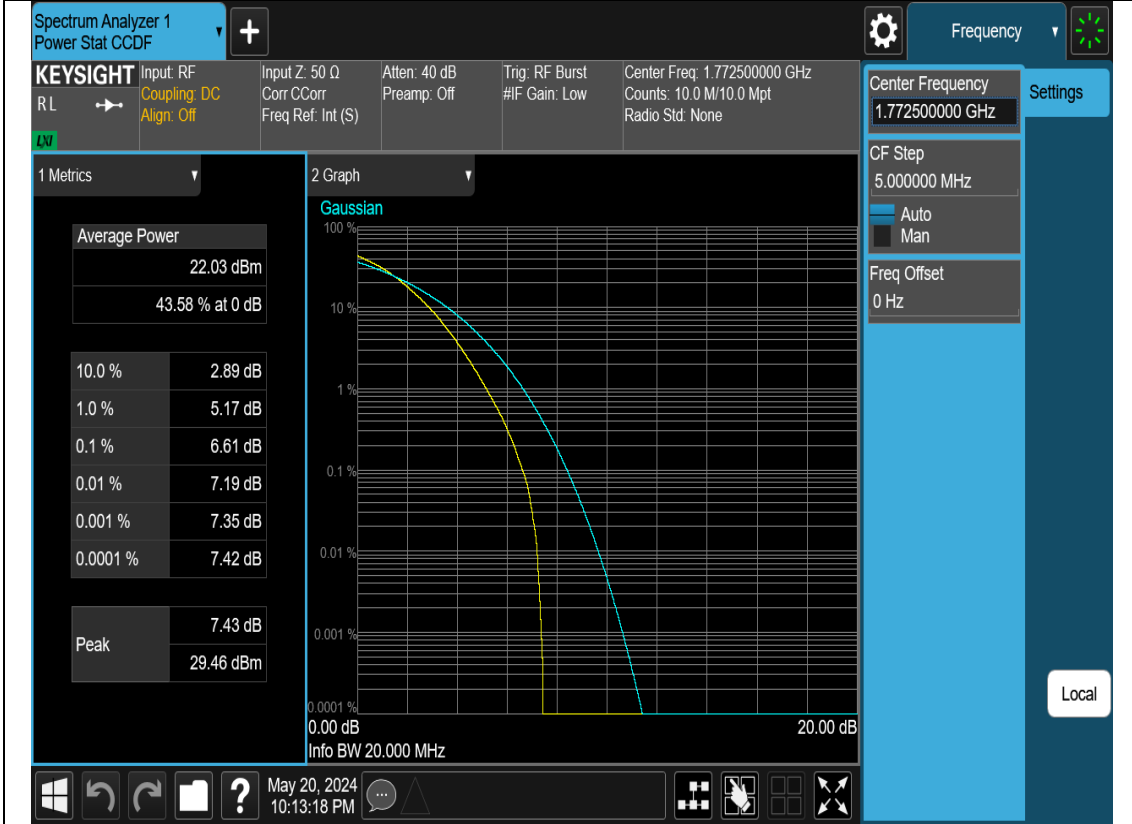 Spectrum Analyzer 1
Power Stat CCDF
Frequency
KEYSIGHT
RL
LXI
Input: RF
Coupling: DC
Align: Off
Input Z: 50 Ω
Corr CCorr
Freq Ref: Int (S)
Atten: 40 dB
Preamp: Off
Trig: RF Burst
#IF Gain: Low
Center Freq: 1.772500000 GHz
Counts: 10.0 M/10.0 Mpt
Radio Std: None
Center Frequency
1.772500000 GHz
Settings
CF Step
5.000000 MHz
Auto
Man
Freq Offset
0 Hz
1 Metrics
Average Power
22.03 dBm
43.58 % at 0 dB
10.0 % 2.89 dB
1.0 % 5.17 dB
0.1 % 6.61 dB
0.01 % 7.19 dB
0.001 % 7.35 dB
0.0001 % 7.42 dB
Peak 7.43 dB
29.46 dBm
2 Graph
Gaussian
100 %
10 %
1 %
0.1 %
0.01 %
0.001 %
0.0001 %
0.00 dB 20.00 dB
Info BW 20.000 MHz
Local
? May 20, 2024
10:13:18 PM